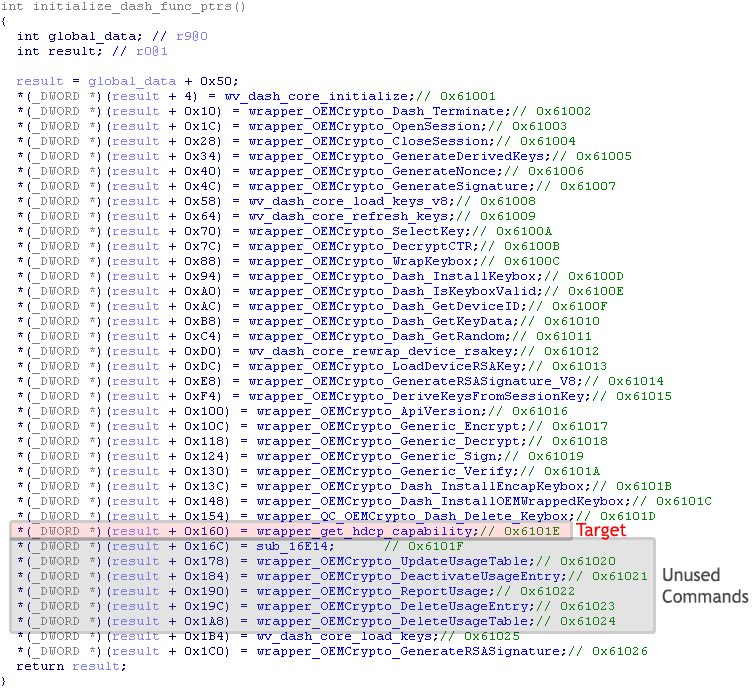 int initialize_dash_func_ptrs()
{
int global_data; // r9@0
int result; // r0@1
result = global_data + 0x50;
*(_DWORD *)(result + 4) = wv_dash_core_initialize;// 0x61001
*(_DWORD *)(result + 0x10) = wrapper_OEMCrypto_Dash_Terminate;// 0x61002
*(_DWORD *)(result + 0x1C) = wrapper_OEMCrypto_OpenSession;// 0x61003
*(_DWORD *)(result + 0x28) = wrapper_OEMCrypto_CloseSession;// 0x61004
*(_DWORD *)(result + 0x34) = wrapper_OEMCrypto_GenerateDerivedKeys;// 0x61005
*(_DWORD *)(result + 0x40) = wrapper_OEMCrypto_GenerateNonce;// 0x61006
*(_DWORD *)(result + 0x4C) = wrapper_OEMCrypto_GenerateSignature;// 0x61007
*(_DWORD *)(result + 0x58) = wv_dash_core_load_keys_v8;// 0x61008
*(_DWORD *)(result + 0x64) = wv_dash_core_refresh_keys;// 0x61009
*(_DWORD *)(result + 0x70) = wrapper_OEMCrypto_SelectKey;// 0x6100A
*(_DWORD *)(result + 0x7C) = wrapper_OEMCrypto_DecryptCTR;// 0x6100B
*(_DWORD *)(result + 0x88) = wrapper_OEMCrypto_WrapKeybox;// 0x6100C
*(_DWORD *)(result + 0x94) = wrapper_OEMCrypto_Dash_InstallKeybox;// 0x6100D
*(_DWORD *)(result + 0xA0) = wrapper_OEMCrypto_Dash_IsKeyboxValid;// 0x6100E
*(_DWORD *)(result + 0xAC) = wrapper_OEMCrypto_Dash_GetDeviceID;// 0x6100F
*(_DWORD *)(result + 0xB8) = wrapper_OEMCrypto_Dash_GetKeyData;// 0x61010
*(_DWORD *)(result + 0xC4) = wrapper_OEMCrypto_Dash_GetRandom;// 0x61011
*(_DWORD *)(result + 0xD0) = wv_dash_core_rewrap_device_rsakey;// 0x61012
*(_DWORD *)(result + 0xDC) = wrapper_OEMCrypto_LoadDeviceRSAKey;// 0x61013
*(_DWORD *)(result + 0xE8) = wrapper_OEMCrypto_GenerateRSASignature_V8;// 0x61014
*(_DWORD *)(result + 0xF4) = wrapper_OEMCrypto_DeriveKeysFromSessionKey;// 0x61015
*(_DWORD *)(result + 0x100) = wrapper_OEMCrypto_ApiVersion;// 0x61016
*(_DWORD *)(result + 0x10C) = wrapper_OEMCrypto_Generic_Encrypt;// 0x61017
*(_DWORD *)(result + 0x118) = wrapper_OEMCrypto_Generic_Decrypt;// 0x61018
*(_DWORD *)(result + 0x124) = wrapper_OEMCrypto_Generic_Sign;// 0x61019
*(_DWORD *)(result + 0x130) = wrapper_OEMCrypto_Generic_Verify;// 0x6101A
*(_DWORD *)(result + 0x13C) = wrapper_OEMCrypto_Dash_InstallEncapKeybox;// 0x6101B
*(_DWORD *)(result + 0x148) = wrapper_OEMCrypto_Dash_InstallOEMWrappedKeybox;// 0x6101C
*(_DWORD *)(result + 0x154) = wrapper_QC_OEMCrypto_Dash_Delete_Keybox;// 0x6101D
*(_DWORD *)(result + 0x160) = wrapper_get_hdcp_capability;// 0x6101E Target
*(_DWORD *)(result + 0x16C) = sub_16E14; // 0x6101F
*(_DWORD *)(result + 0x178) = wrapper_OEMCrypto_UpdateUsageTable;// 0x61020
*(_DWORD *)(result + 0x184) = wrapper_OEMCrypto_DeactivateUsageEntry;// 0x61021
*(_DWORD *)(result + 0x190) = wrapper_OEMCrypto_ReportUsage;// 0x61022
*(_DWORD *)(result + 0x19C) = wrapper_OEMCrypto_DeleteUsageEntry;// 0x61023
*(_DWORD *)(result + 0x1A8) = wrapper_OEMCrypto_DeleteUsageTable;// 0x61024
Unused
Commands
*(_DWORD *)(result + 0x1B4) = wv_dash_core_load_keys;// 0x61025
*(_DWORD *)(result + 0x1C0) = wrapper_OEMCrypto_GenerateRSASignature;// 0x61026
return result;
}